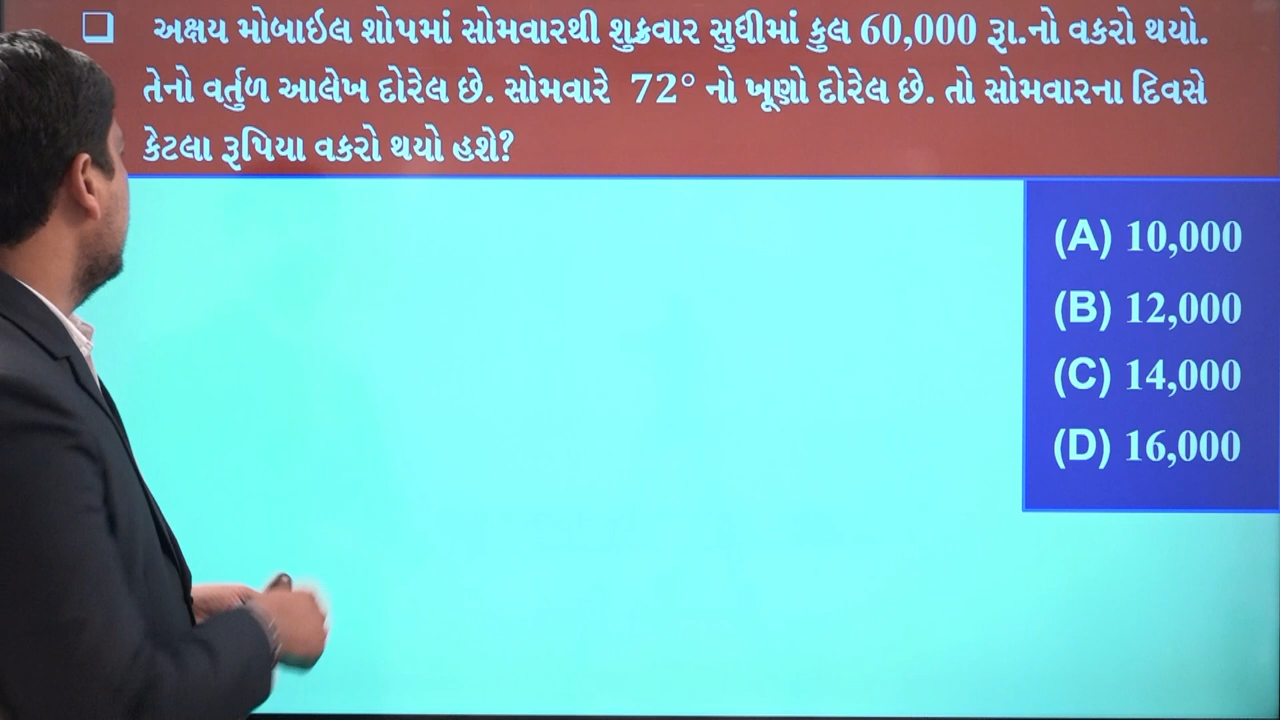 ❑ અક્ષય મોબાઇલ શોપમાં સોમવારથી શુક્રવાર સુધીમાં કુલ 60,000 રૂા.નો વકરો થયો.
તેનો વર્તુળ આલેખ દોરેલ છે. સોમવારે 72° નો ખૂણો દોરેલ છે. તો સોમવારના દિવસે
કેટલા રૂપિયા વકરો થયો હશે?
(A) 10,000
(B) 12,000
(C) 14,000
(D) 16,000